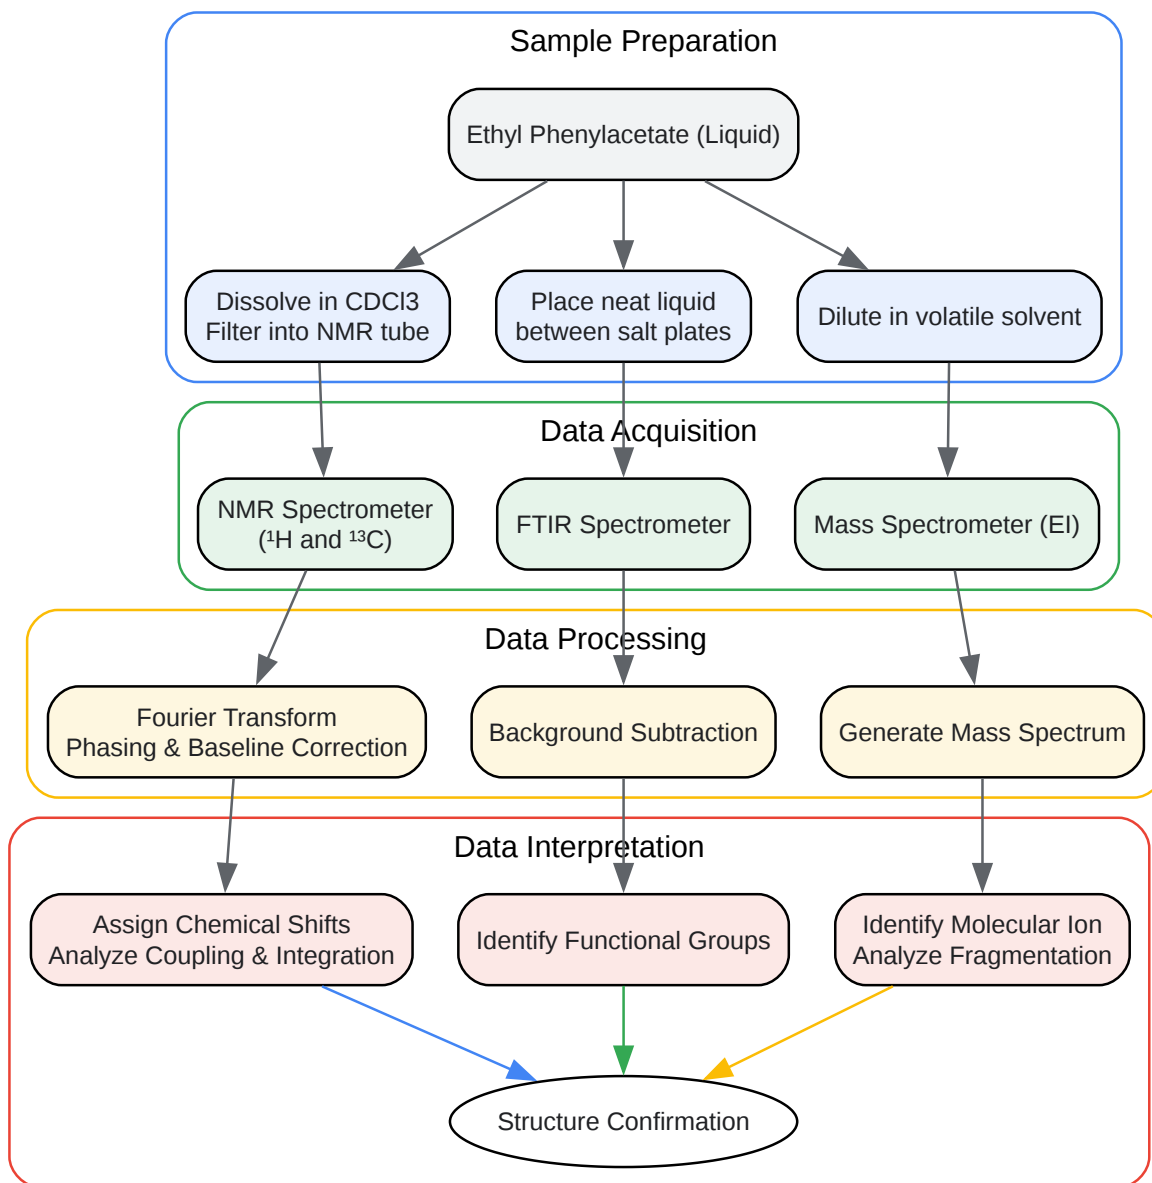 Sample Preparation
Ethyl Phenylacetate (Liquid)
Dissolve in CDCl3
Filter into NMR tube
Place neat liquid
between salt plates
Dilute in volatile solvent
Data Acquisition
NMR Spectrometer
(¹H and ¹³C)
FTIR Spectrometer
Mass Spectrometer (EI)
Data Processing
Fourier Transform
Phasing & Baseline Correction
Background Subtraction
Generate Mass Spectrum
Data Interpretation
Assign Chemical Shifts
Analyze Coupling & Integration
Identify Functional Groups
Identify Molecular Ion
Analyze Fragmentation
Structure Confirmation